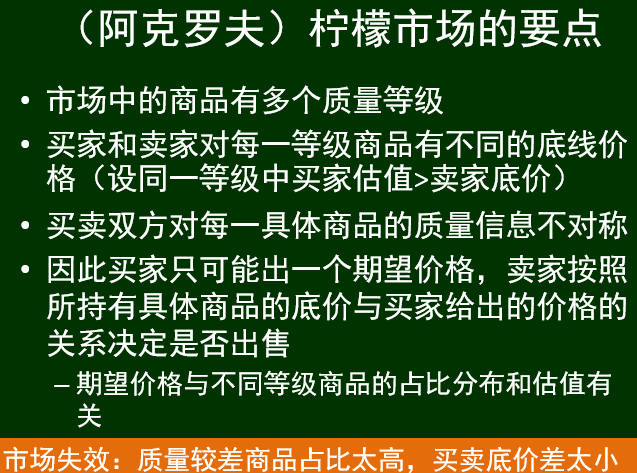 （阿克罗夫）柠檬市场的要点
• 市场中的商品有多个质量等级
• 买家和卖家对每一等级商品有不同的底线价
格（设同一等级中买家估值>卖家底价）
• 买卖双方对每一具体商品的质量信息不对称
• 因此买家只可能出一个期望价格，卖家按照
所持有具体商品的底价与买家给出的价格的
关系决定是否出售
– 期望价格与不同等级商品的占比分布和估值有
关
市场失效：质量较差商品占比太高，买卖底价差太小